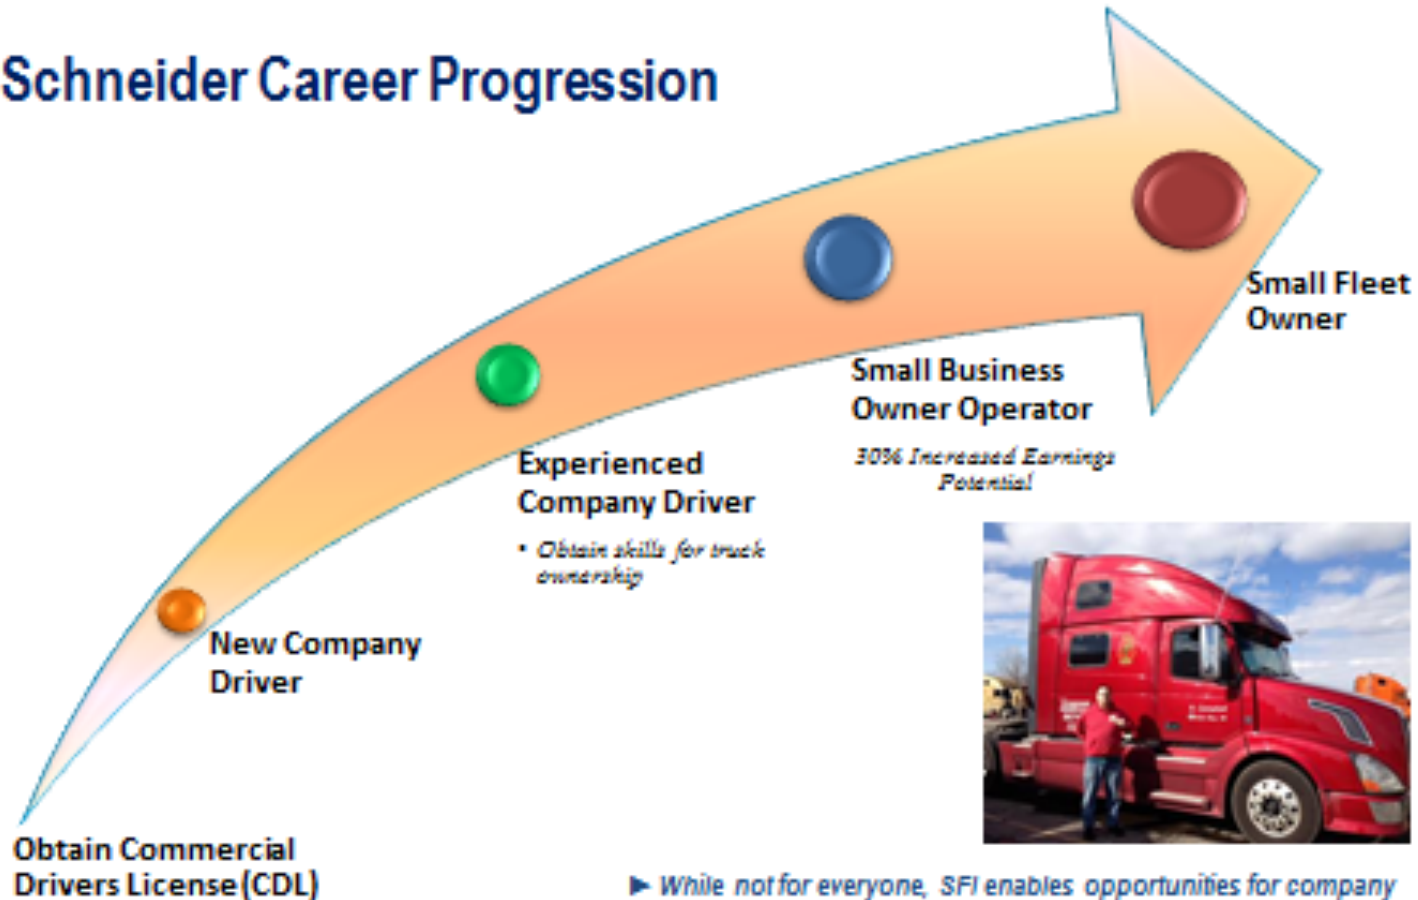 Schneider Career Progression
Small Fleet
Owner
Small Business
Owner Operator
30% Increased Earnings
Potential
Experienced
Company Driver
• Obtain skills for truck
ownership
New Company
Driver
Obtain Commercial
Drivers License (CDL)
► While not for everyone, SFI enables opportunities for company